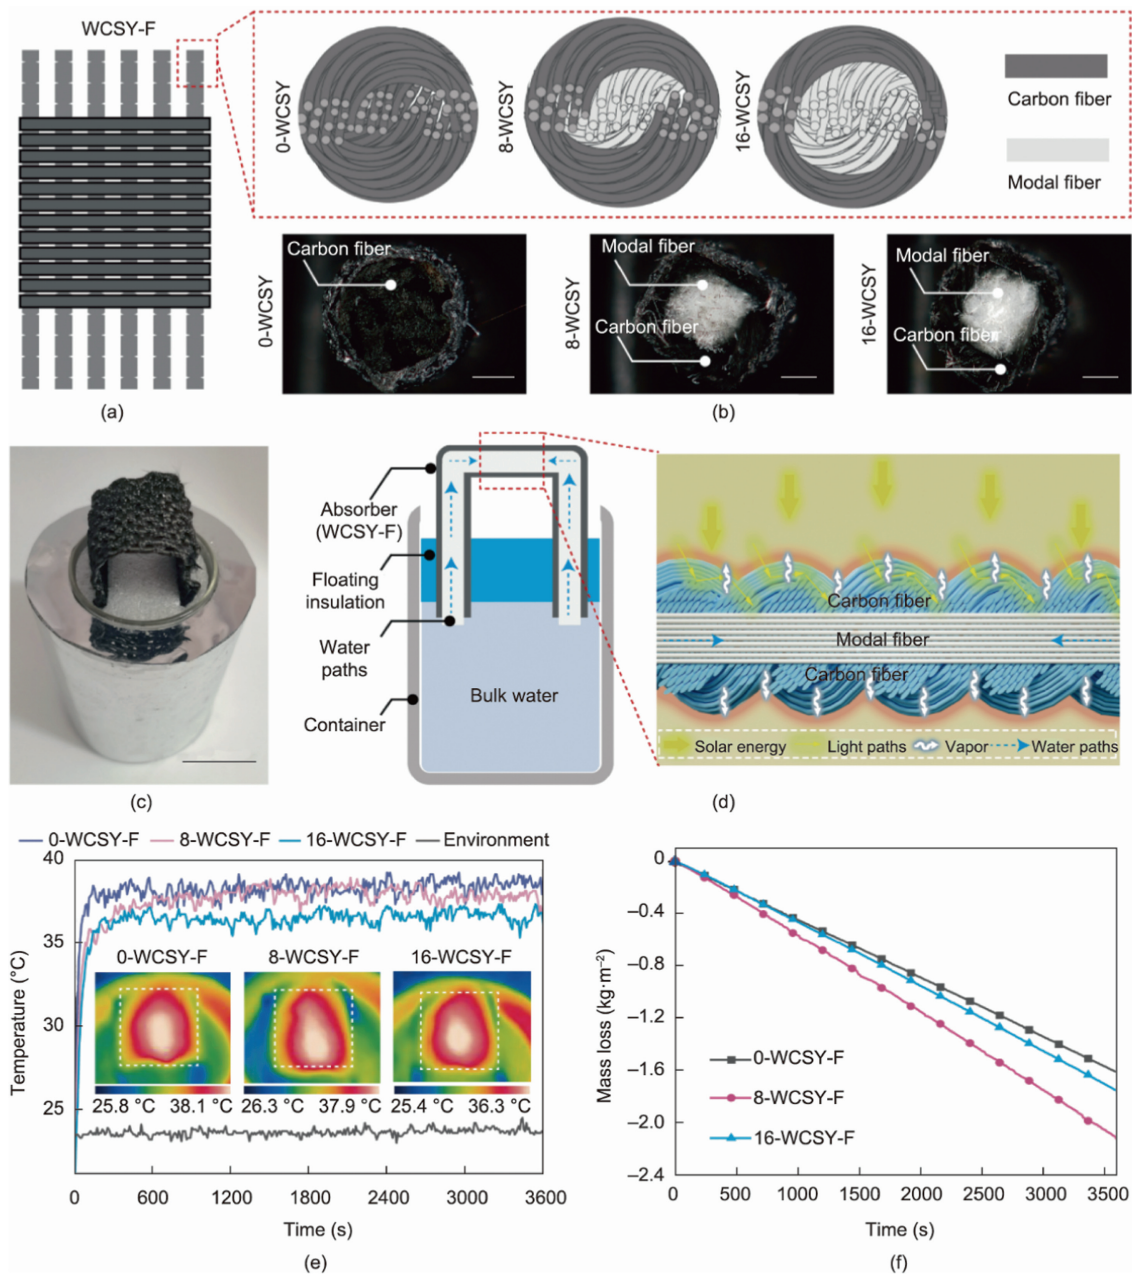 WCSY-F
0-WCSY
8-WCSY
16-WCSY
Carbon fiber
Modal fiber
0-WCSY
Carbon fiber
8-WCSY
Modal fiber
Carbon fiber
16-WCSY
Modal fiber
Carbon fiber
(a)
(b)
Absorber
(WCSY-F)
Floating
insulation
Water
paths
Container
Bulk water
Carbon fiber
Modal fiber
Carbon fiber
Solar energy
Light paths
Vapor
Water paths
(c)
(d)
0-WCSY-F
8-WCSY-F
16-WCSY-F
Environment
Temperature (°C)
40
35
30
25
0-WCSY-F
8-WCSY-F
16-WCSY-F
25.8 °C 38.1 °C
26.3 °C 37.9 °C
25.4 °C 36.3 °C
0 600 1200 1800 2400 3000 3600
Time (s)
(e)
Mass loss (kg·m⁻²)
0
−0.4
−0.8
−1.2
−1.6
−2.0
−2.4
0-WCSY-F
8-WCSY-F
16-WCSY-F
0 500 1000 1500 2000 2500 3000 3500
Time (s)
(f)